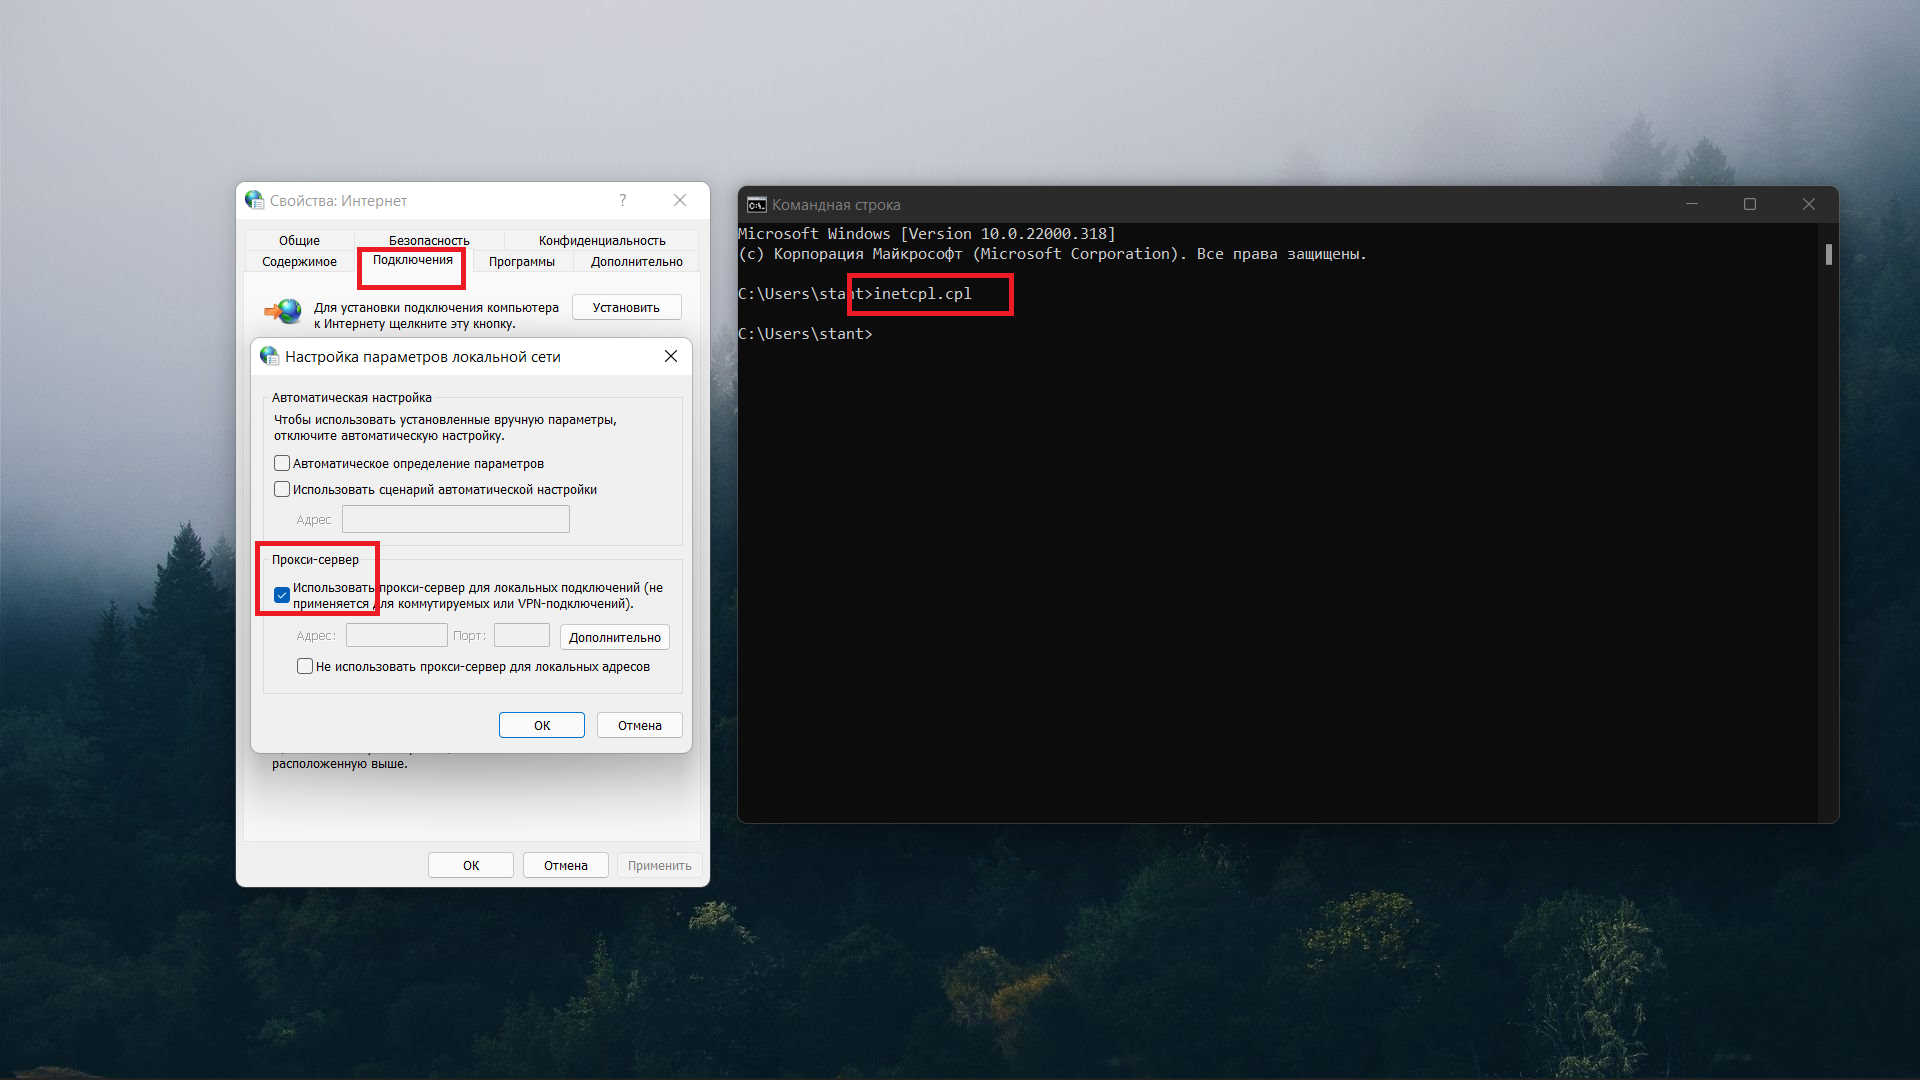 Свойства: Интернет
?
Общие
Безопасность
Конфиденциальность
Содержимое
Подключения
Программы
Дополнительно
Для установки подключения компьютера
к Интернету щелкните эту кнопку.
Установить
Настройка параметров локальной сети
Автоматическая настройка
Чтобы использовать установленные вручную параметры,
отключите автоматическую настройку.
Автоматическое определение параметров
Использовать сценарий автоматической настройки
Адрес
Прокси-сервер
Использовать прокси-сервер для локальных подключений (не
применяется для коммутируемых или VPN-подключений).
Адрес:
Порт:
Дополнительно
Не использовать прокси-сервер для локальных адресов
ОК
Отмена
расположенную выше.
ОК
Отмена
Применить
Командная строка
Microsoft Windows [Version 10.0.22000.318]
(c) Корпорация Майкрософт (Microsoft Corporation). Все права защищены.
C:\Users\stant>inetcpl.cpl
C:\Users\stant>